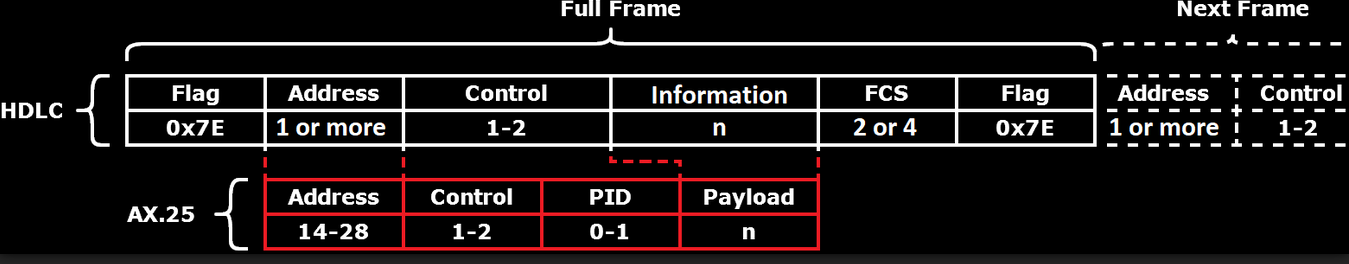 Full Frame Next Frame
HDLC Flag Address Control Information FCS Flag Address Control
0x7E 1 or more 1-2 n 2 or 4 0x7E 1 or more 1-2
AX.25 Address Control PID Payload
14-28 1-2 0-1 n